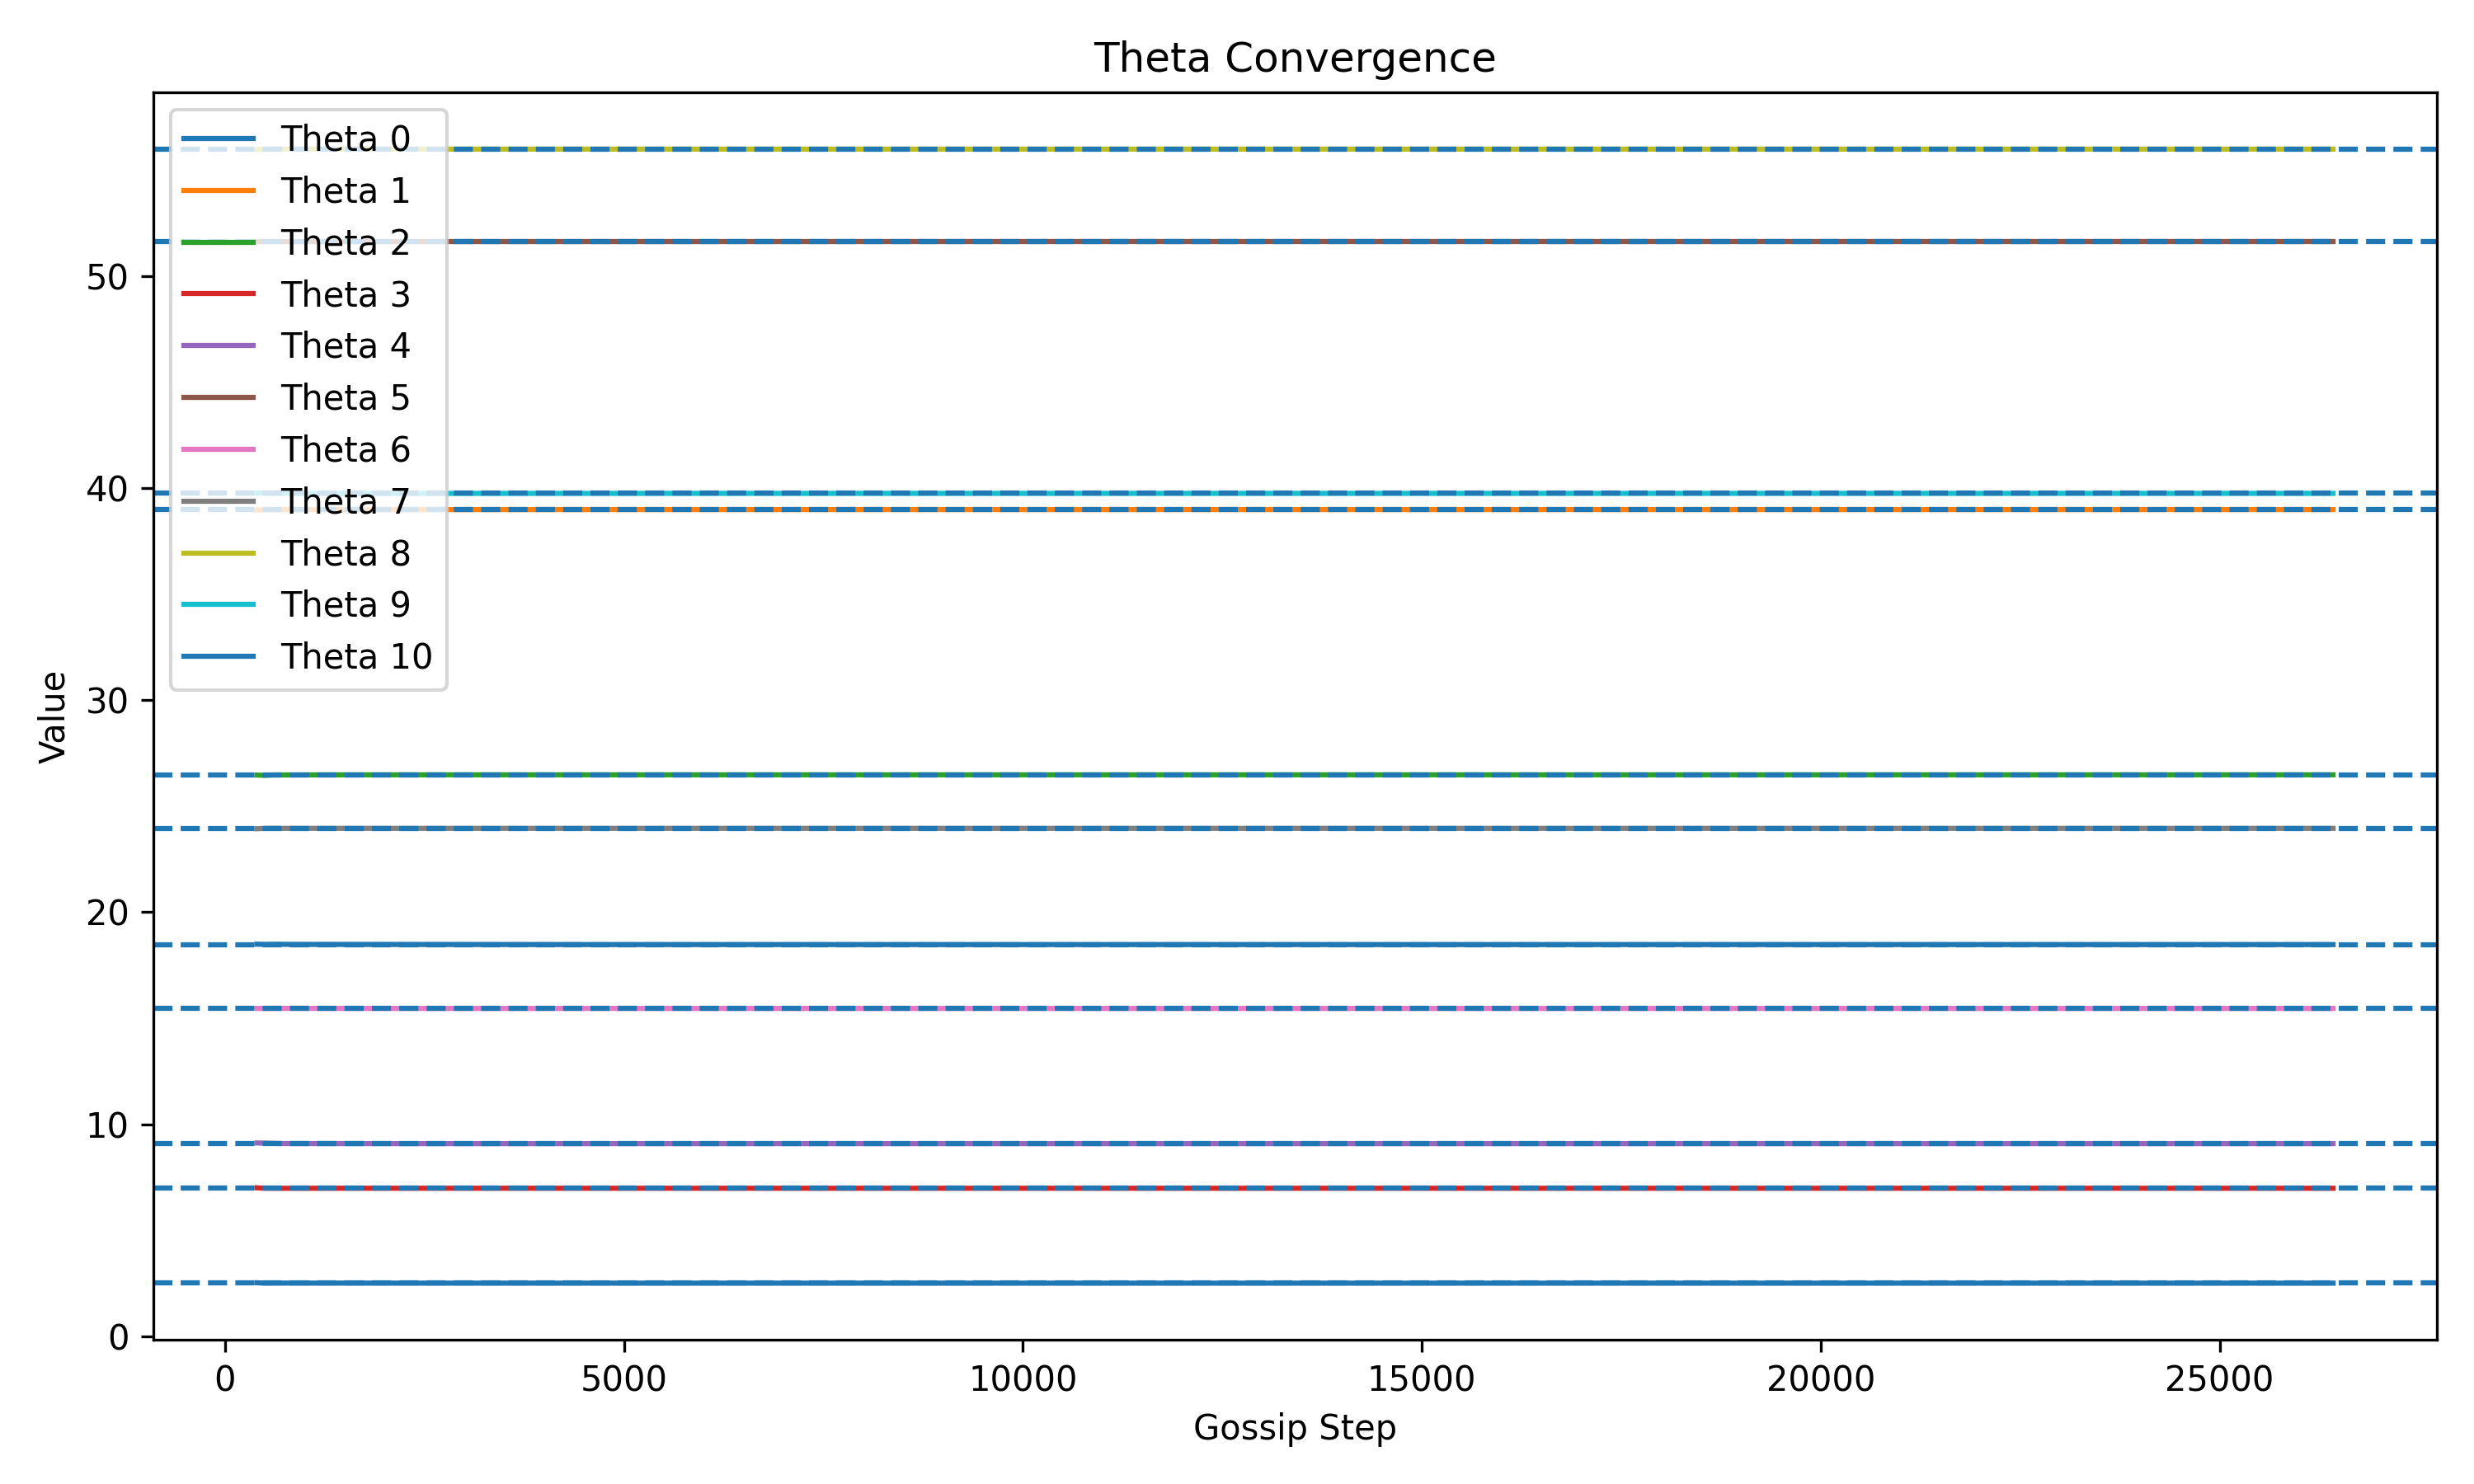 Theta Convergence
Theta 0
Theta 1
Theta 2
Theta 3
Theta 4
Theta 5
Theta 6
Theta 7
Theta 8
Theta 9
Theta 10
Value
50
40
30
20
10
0
0 5000 10000 15000 20000 25000
Gossip Step